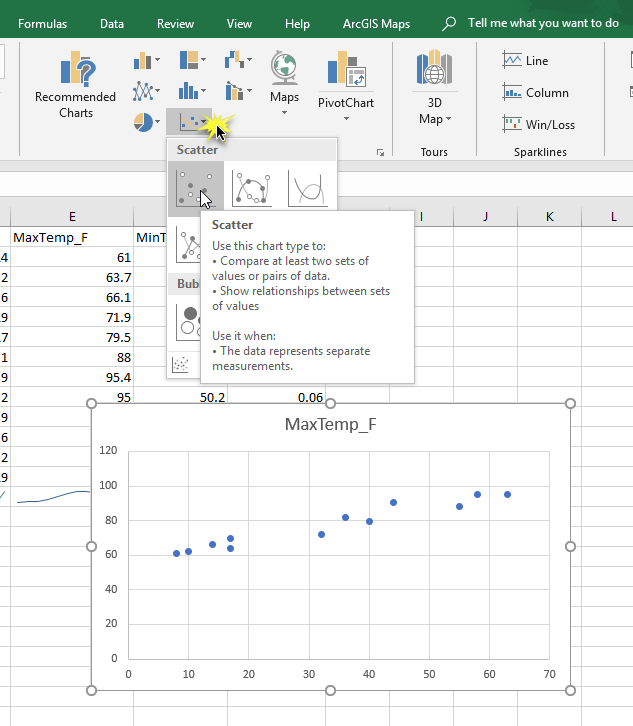 Formulas Data Review View Help ArcGIS Maps Tell me what you want to do
Recommended
Charts
Maps
PivotChart
3D
Map
Line
Column
Win/Loss
Tours
Sparklines
Scatter
E I J K L
MaxTemp_F MinT
4 61
2 63.7
6 66.1
9 71.9
7 79.5
1 88
9 95.4
2 95 50.2 0.06
9
6
2
9
Bubb
Scatter
Use this chart type to:
• Compare at least two sets of
values or pairs of data.
• Show relationships between sets
of values
Use it when:
• The data represents separate
measurements.
MaxTemp_F
120
100
80
60
40
20
0
0 10 20 30 40 50 60 70